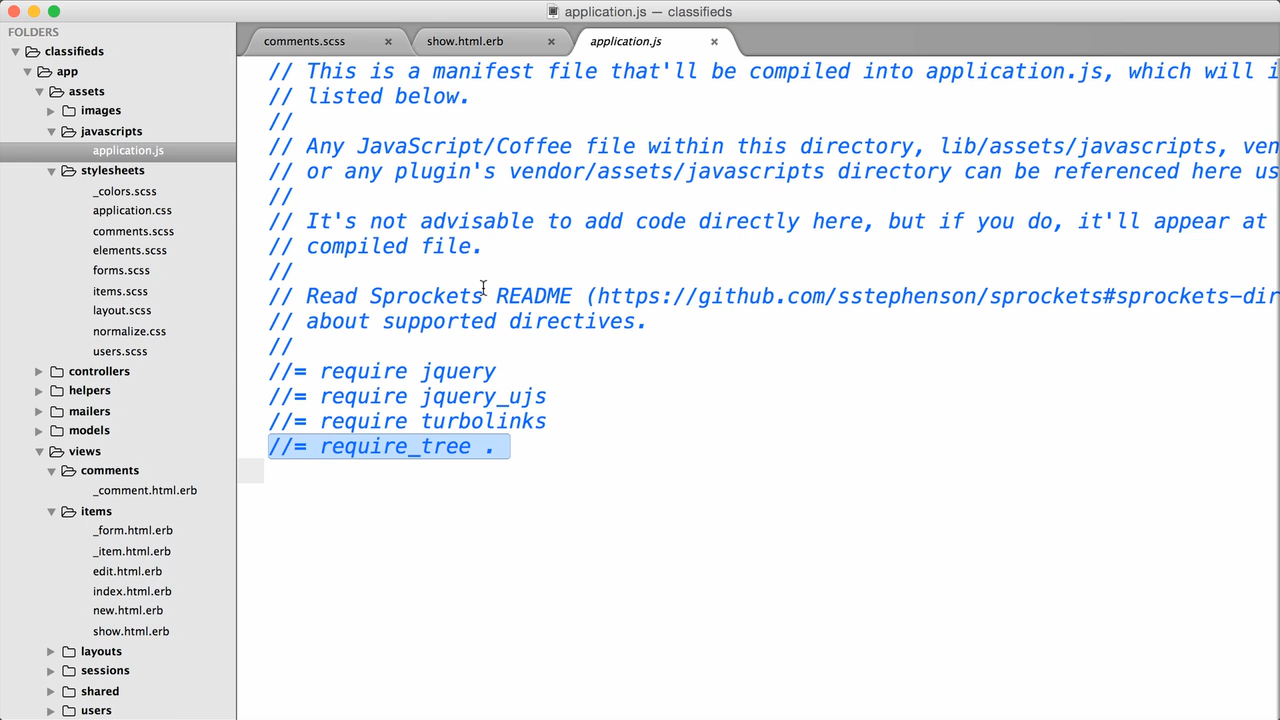 application.js — classifieds
FOLDERS
classifieds
app
assets
images
javascripts
application.js
stylesheets
_colors.scss
application.css
comments.scss
elements.scss
forms.scss
items.scss
layout.scss
normalize.css
users.scss
controllers
helpers
mailers
models
views
comments
_comment.html.erb
items
_form.html.erb
_item.html.erb
edit.html.erb
index.html.erb
new.html.erb
show.html.erb
layouts
sessions
shared
users
comments.scss × show.html.erb × application.js ×
// This is a manifest file that'll be compiled into application.js, which will i
// listed below.
//
// Any JavaScript/Coffee file within this directory, lib/assets/javascripts, ven
// or any plugin's vendor/assets/javascripts directory can be referenced here us
//
// It's not advisable to add code directly here, but if you do, it'll appear at
// compiled file.
//
// Read Sprockets README (https://github.com/sstephenson/sprockets#sprockets-dir
// about supported directives.
//
//= require jquery
//= require jquery_ujs
//= require turbolinks
//= require_tree .